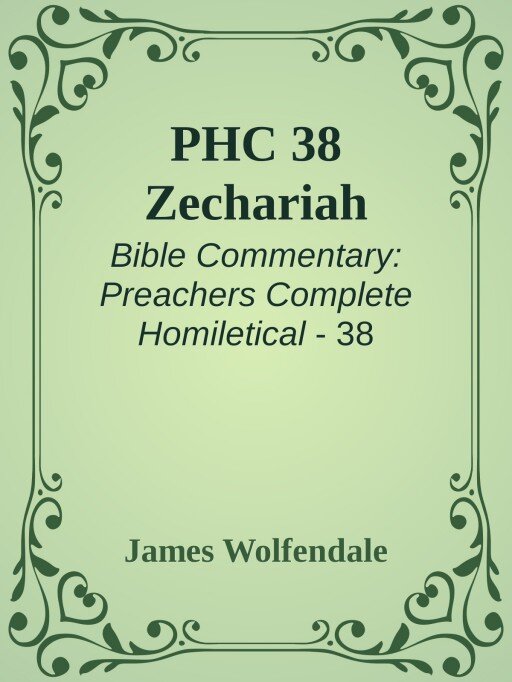 PHC 38
Zechariah
Bible Commentary:
Preachers Complete
Homiletical - 38
James Wolfendale